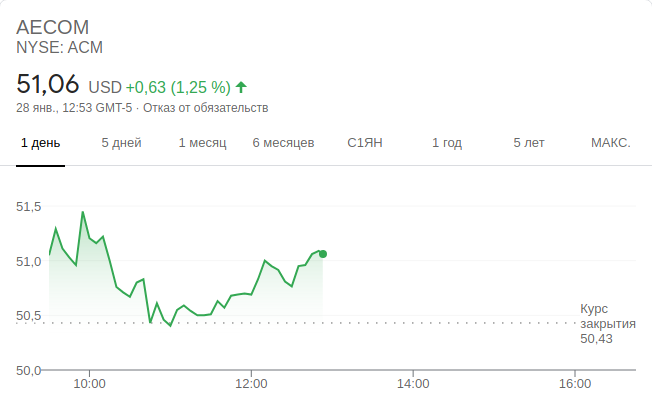 AECOM
NYSE: ACM
51,06 USD +0,63 (1,25 %)
28 янв., 12:53 GMT-5 · Отказ от обязательств
1 день 5 дней 1 месяц 6 месяцев С1ЯН 1 год 5 лет МАКС.
51,5
51,0
50,5
Курс
закрытия
50,43
50,0
10:00 12:00 14:00 16:00